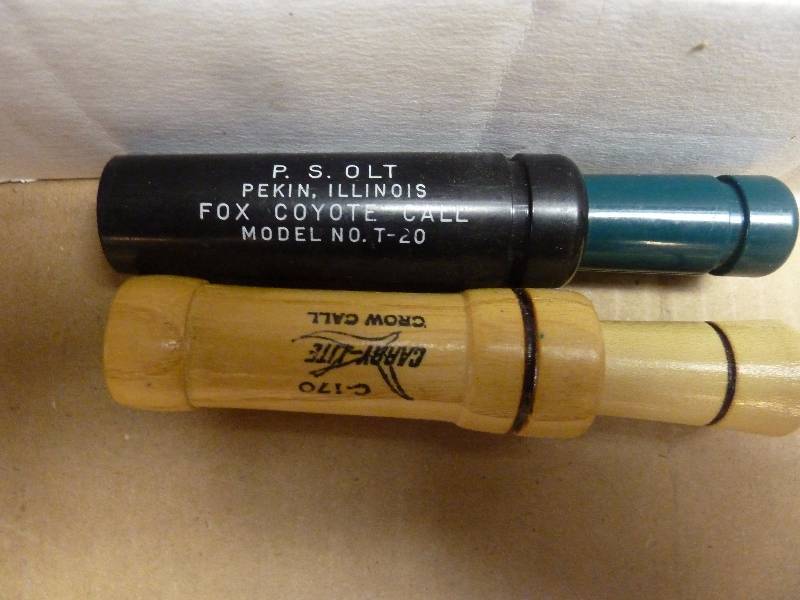 P. S. OLT
PEKIN, ILLINOIS
FOX COYOTE CALL
MODEL NO. T-20
C-170
CARRY-LITE
CROW CALL